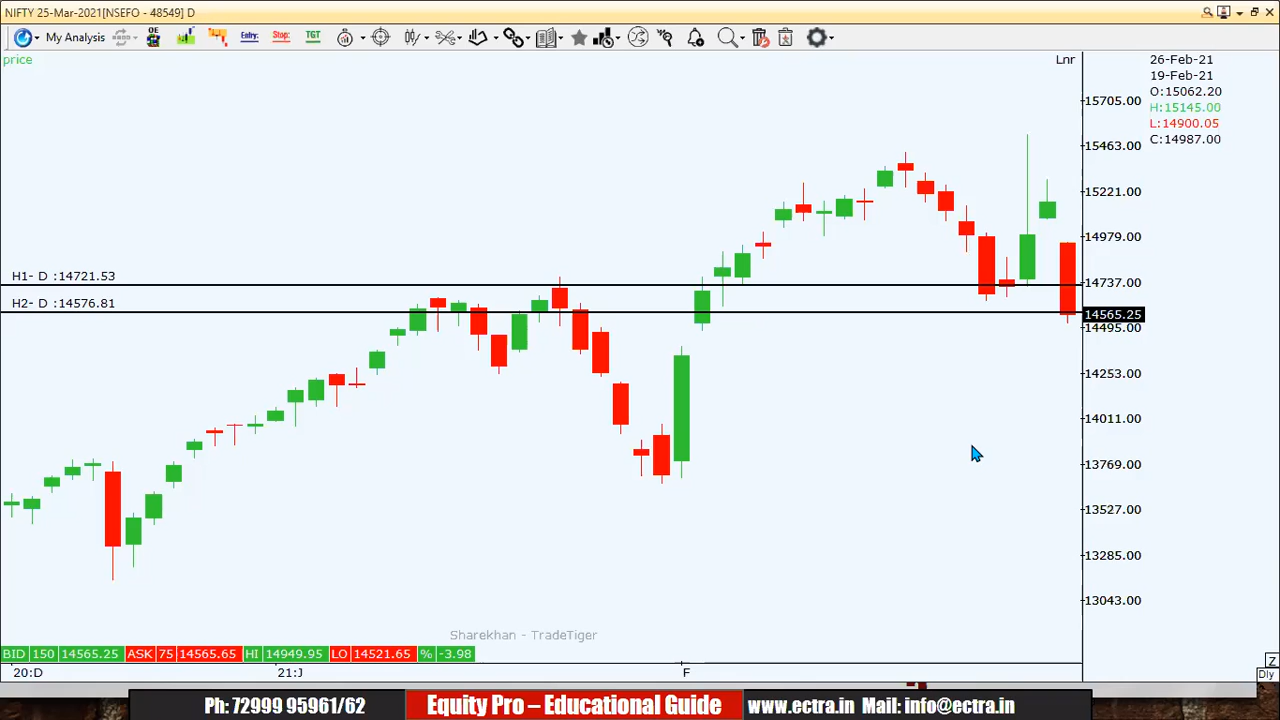 NIFTY 25-Mar-2021[NSEFO - 48549] D
My Analysis
OE
Entry:
Stop:
TGT
price
Lnr
26-Feb-21
19-Feb-21
O:15062.20
H:15145.00
L:14900.05
C:14987.00
15705.00
15463.00
15221.00
14979.00
14737.00
14565.25
14495.00
14253.00
14011.00
13769.00
13527.00
13285.00
13043.00
H1- D :14721.53
H2- D :14576.81
Sharekhan - TradeTiger
BID 150 14565.25 ASK 75 14565.65 HI 14949.95 LO 14521.65 % -3.98
20:D 21:J F
Z
Dly
Ph: 72999 95961/62 Equity Pro – Educational Guide www.ectra.in Mail: info@ectra.in